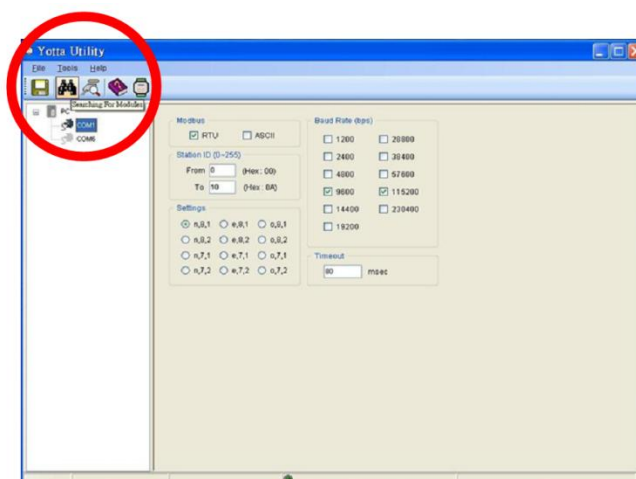 Yotta Utility
File Tools Help
Searching For Modules
PC
COM1
COM6
Modbus
RTU ASCII
Station ID (0~255)
From 0 (Hex: 00)
To 10 (Hex: 0A)
Settings
n,8,1 e,8,1 o,8,1
n,8,2 e,8,2 o,8,2
n,7,1 e,7,1 o,7,1
n,7,2 e,7,2 o,7,2
Baud Rate (bps)
1200 28800
2400 38400
4800 57600
9600 115200
14400 230400
19200
Timeout
80 msec